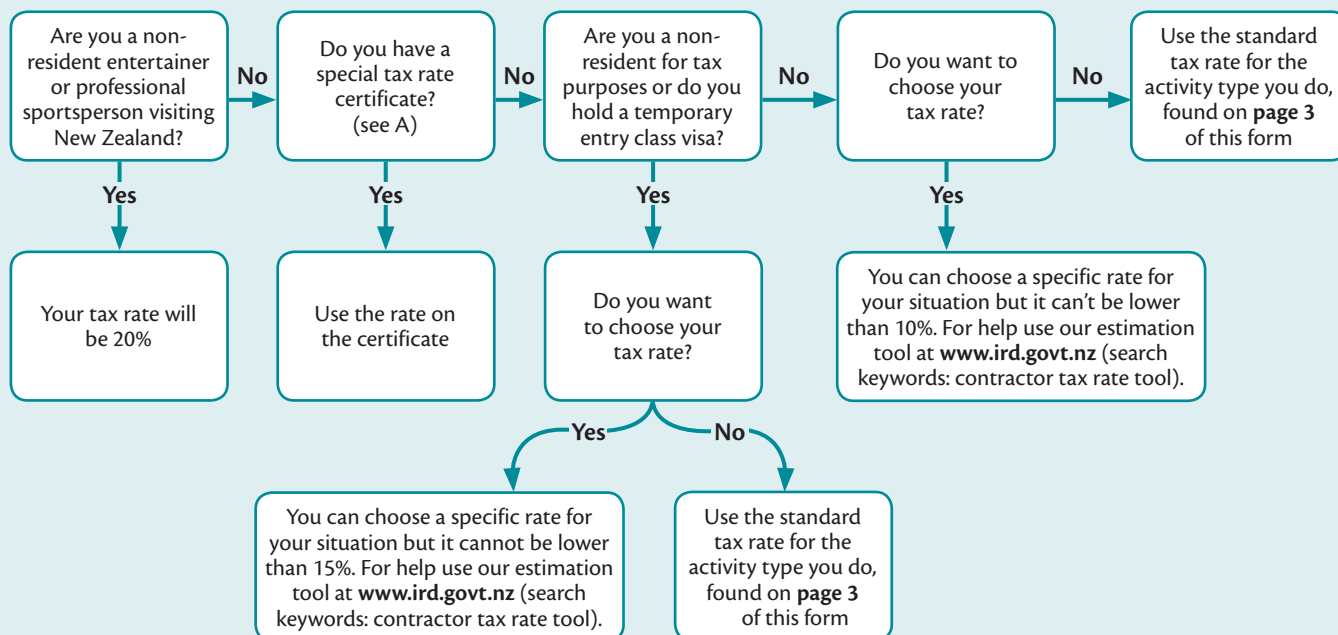 Are you a non-
resident entertainer
or professional
sportsperson visiting
New Zealand?
No
Do you have a
special tax rate
certificate?
(see A)
No
Are you a non-
resident for tax
purposes or do you
hold a temporary
entry class visa?
No
Do you want to
choose your
tax rate?
No
Use the standard
tax rate for the
activity type you do,
found on page 3
of this form
Yes
Yes
Yes
Yes
Your tax rate will
be 20%
Use the rate on
the certificate
Do you want
to choose your
tax rate?
You can choose a specific rate for
your situation but it can't be lower
than 10%. For help use our estimation
tool at www.ird.govt.nz (search
keywords: contractor tax rate tool).
Yes
No
You can choose a specific rate for
your situation but it cannot be lower
than 15%. For help use our estimation
tool at www.ird.govt.nz (search
keywords: contractor tax rate tool).
Use the standard
tax rate for the
activity type you do,
found on page 3
of this form